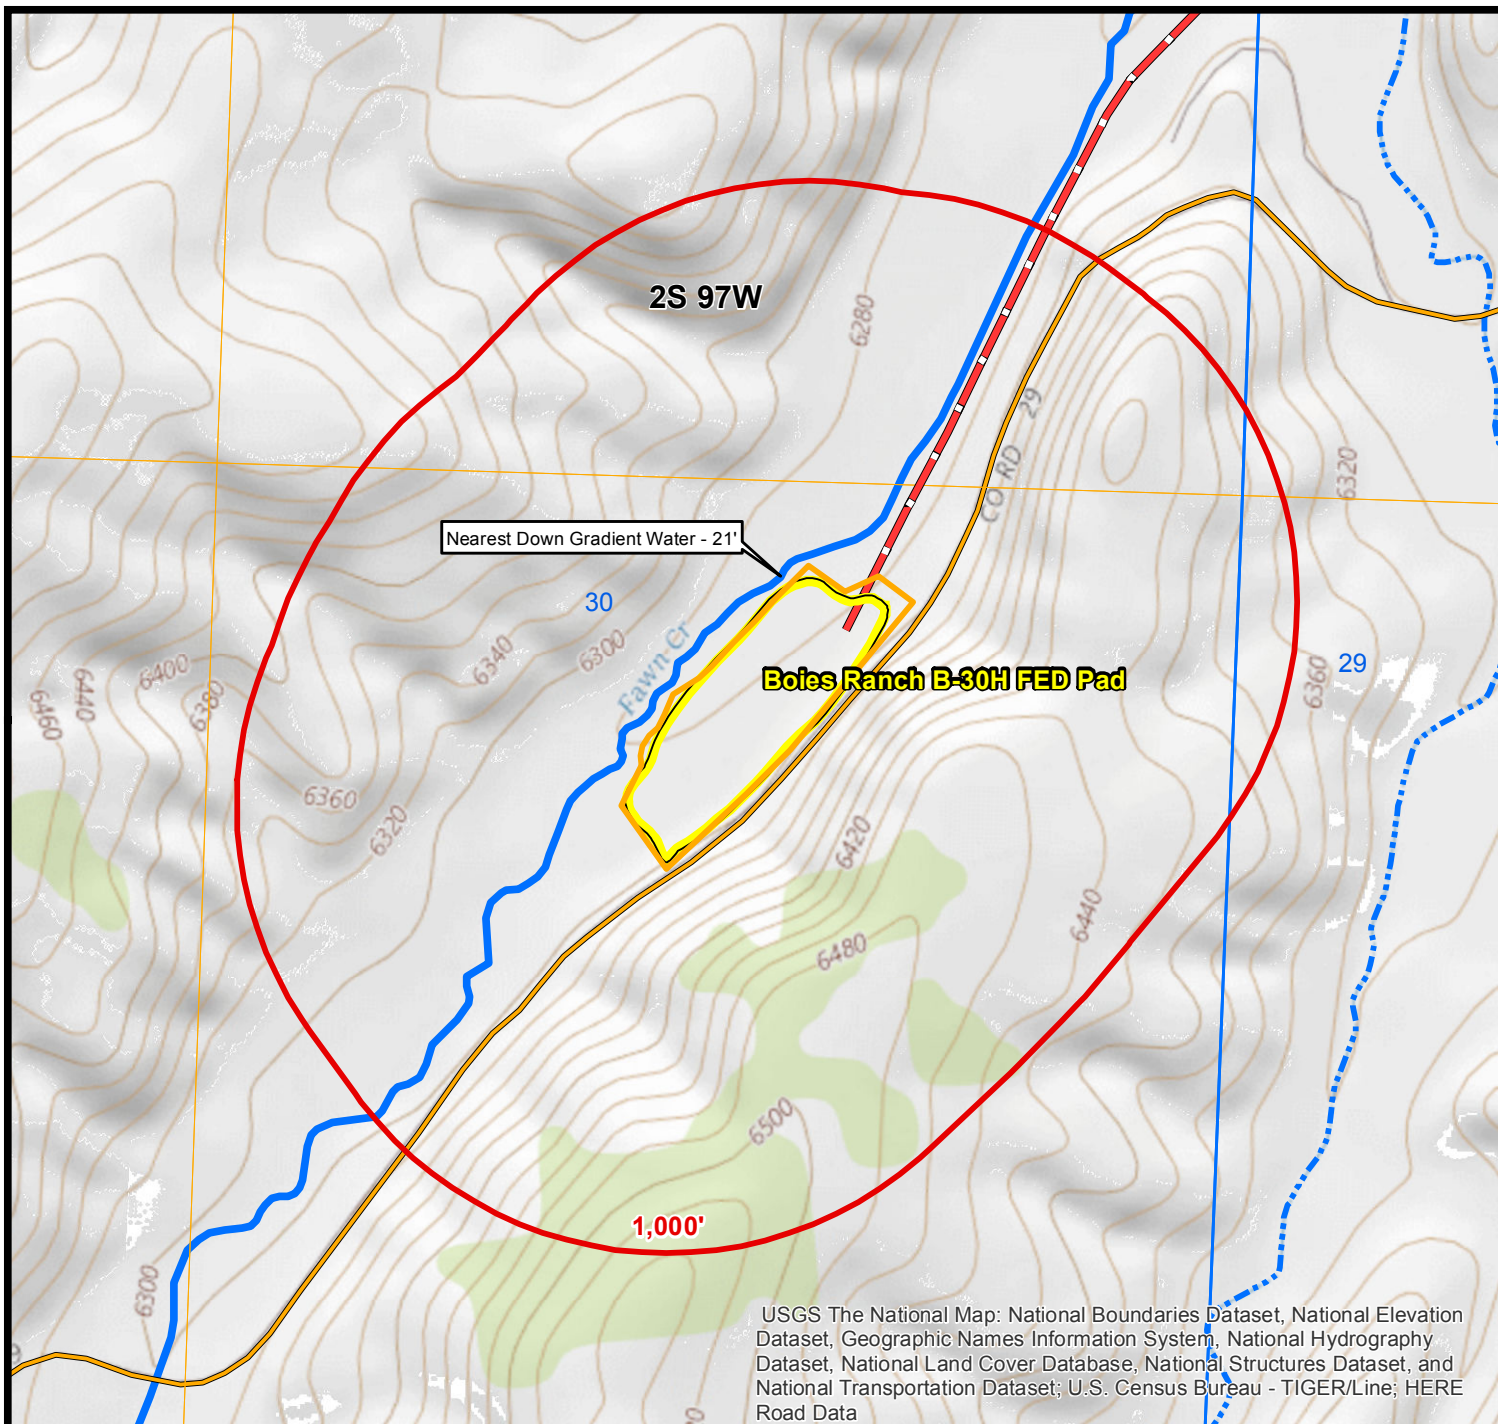 2S 97W
6280
CO RD 29
6320
Nearest Down Gradient Water - 21'
30
Fawn Cr
6340
6300
6400
6380
6440
6460
29
6360
Boies Ranch B-30H FED Pad
6360
6320
6420
6440
6480
6500
1,000'
6300
USGS The National Map: National Boundaries Dataset, National Elevation
Dataset, Geographic Names Information System, National Hydrography
Dataset, National Land Cover Database, National Structures Dataset, and
National Transportation Dataset; U.S. Census Bureau - TIGER/Line; HERE
Road Data